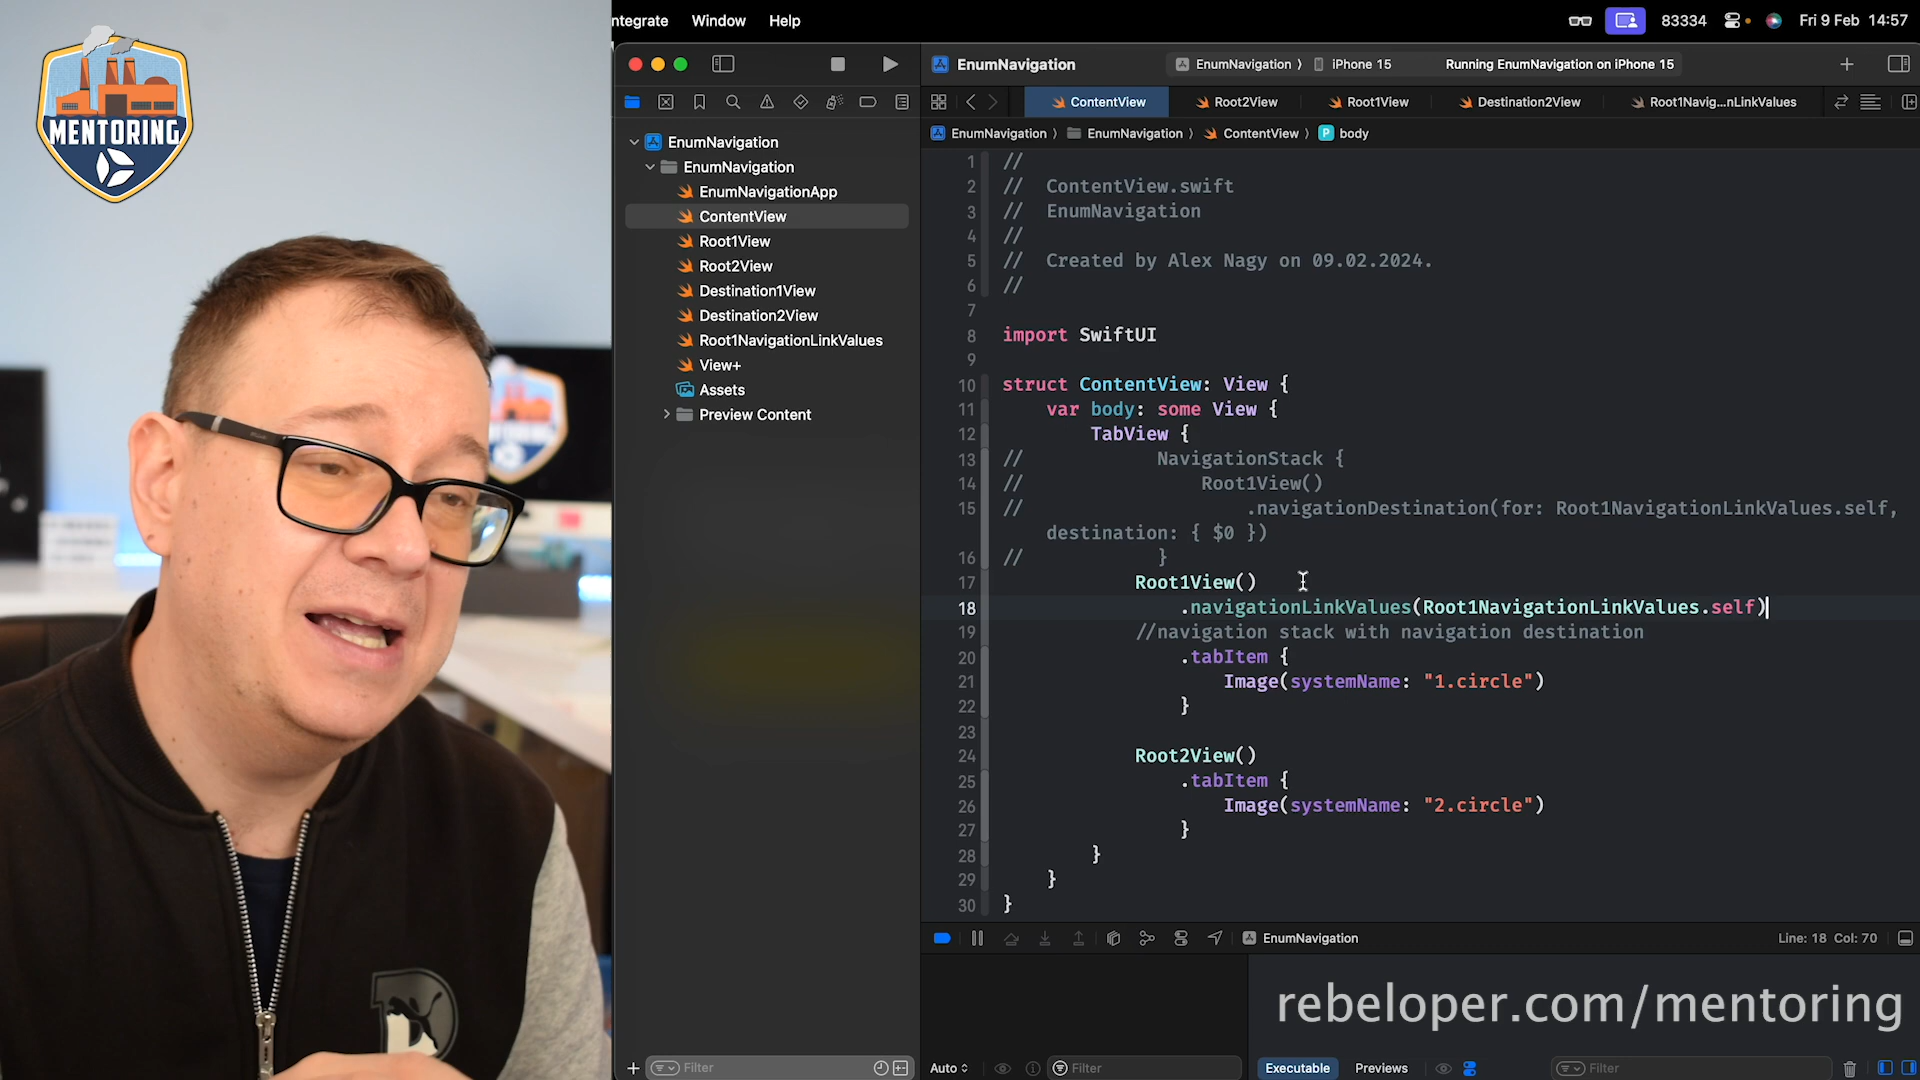 MENTORING
ntegrate Window Help
83334 Fri 9 Feb 14:57
EnumNavigation
EnumNavigation
EnumNavigationApp
ContentView
Root1View
Root2View
Destination1View
Destination2View
Root1NavigationLinkValues
View+
Assets
Preview Content
Filter
EnumNavigation EnumNavigation ⟩ iPhone 15 Running EnumNavigation on iPhone 15
ContentView Root2View Root1View Destination2View Root1Navig...nLinkValues
EnumNavigation ⟩ EnumNavigation ⟩ ContentView ⟩ P body
1 //
2 // ContentView.swift
3 // EnumNavigation
4 //
5 // Created by Alex Nagy on 09.02.2024.
6 //
7
8 import SwiftUI
9
10 struct ContentView: View {
11 var body: some View {
12 TabView {
13 // NavigationStack {
14 // Root1View()
15 // .navigationDestination(for: Root1NavigationLinkValues.self,
destination: { $0 })
16 // }
17 Root1View()
18 .navigationLinkValues(Root1NavigationLinkValues.self)
19 //navigation stack with navigation destination
20 .tabItem {
21 Image(systemName: "1.circle")
22 }
23
24 Root2View()
25 .tabItem {
26 Image(systemName: "2.circle")
27 }
28 }
29 }
30 }
EnumNavigation Line: 18 Col: 70
rebeloper.com/mentoring
Auto Filter Executable Previews Filter